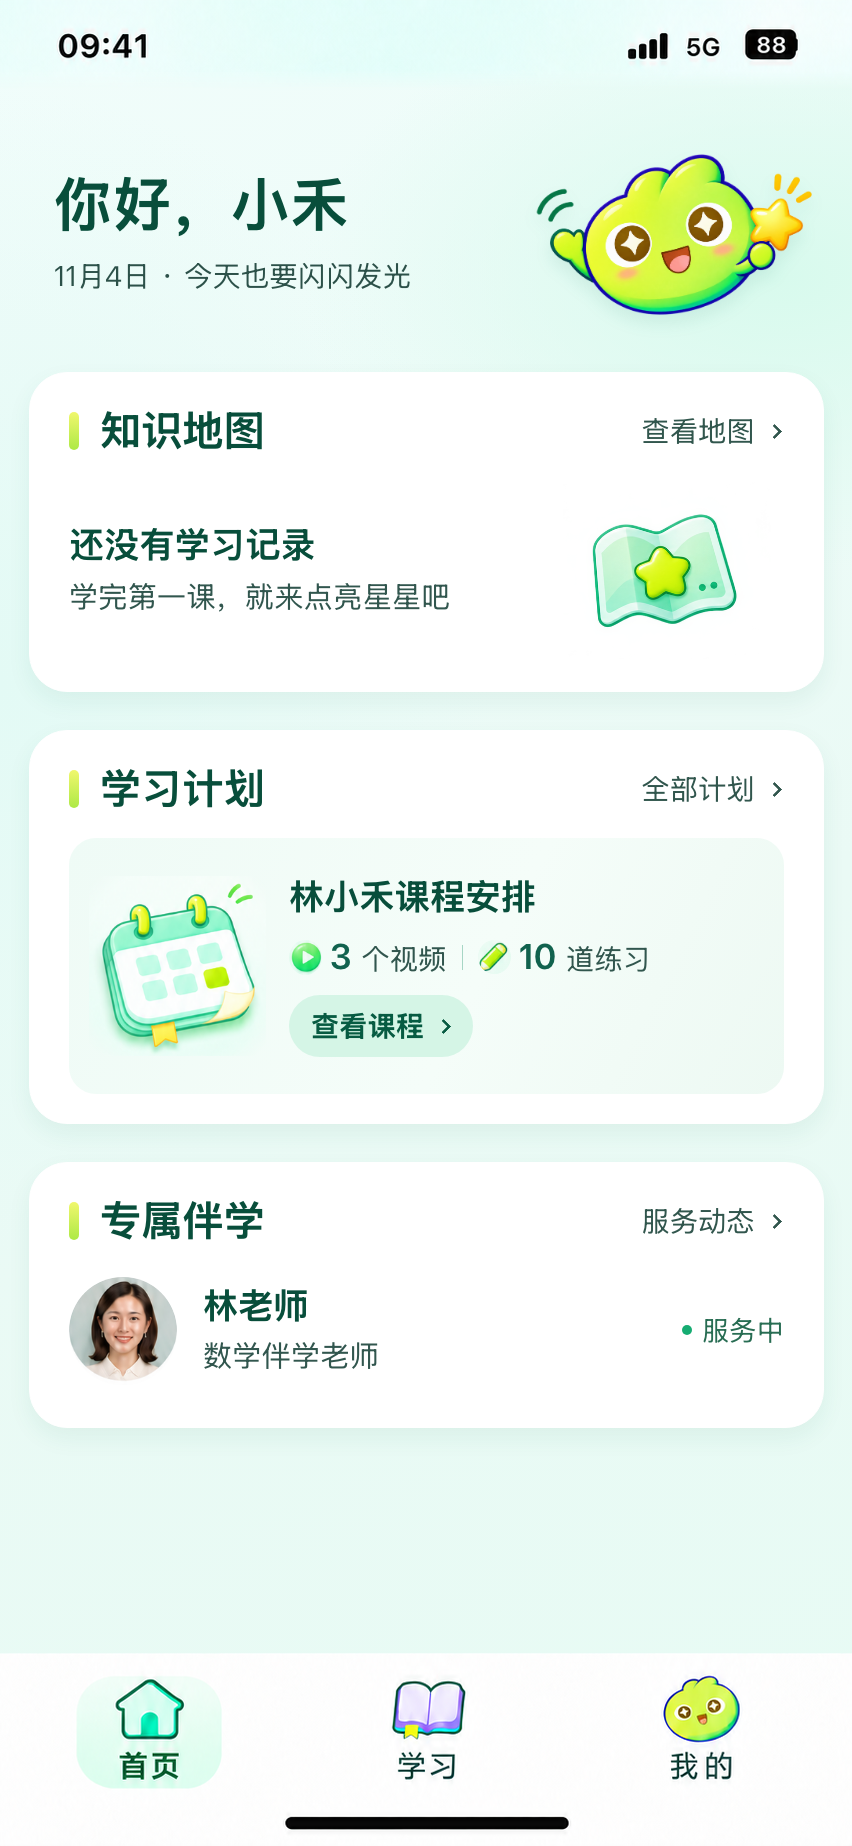 09:41
5G
88
你好，小禾
11月4日 · 今天也要闪闪发光
知识地图
查看地图 >
还没有学习记录
学完第一课，就来点亮星星吧
学习计划
全部计划 >
林小禾课程安排
3 个视频 | 10 道练习
查看课程 >
专属伴学
服务动态 >
林老师
数学伴学老师
服务中
首页
学习
我的